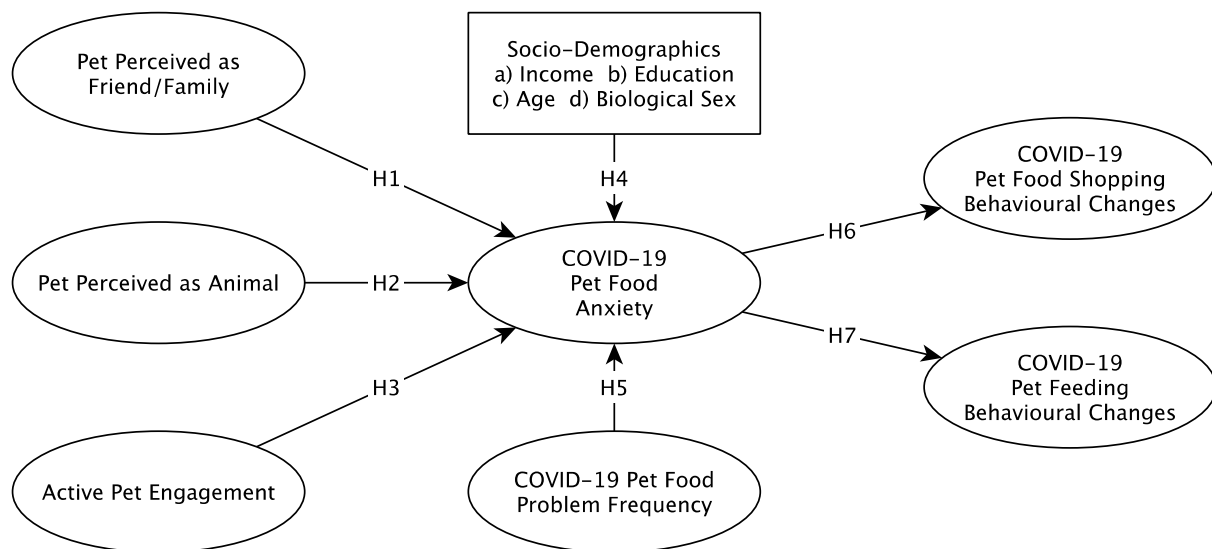 Pet Perceived as
Friend/Family
Socio-Demographics
a) Income  b) Education
c) Age  d) Biological Sex
COVID-19
Pet Food Shopping
Behavioural Changes
H1
H4
H6
Pet Perceived as Animal
H2
COVID-19
Pet Food
Anxiety
H7
COVID-19
Pet Feeding
Behavioural Changes
H3
H5
Active Pet Engagement
COVID-19 Pet Food
Problem Frequency